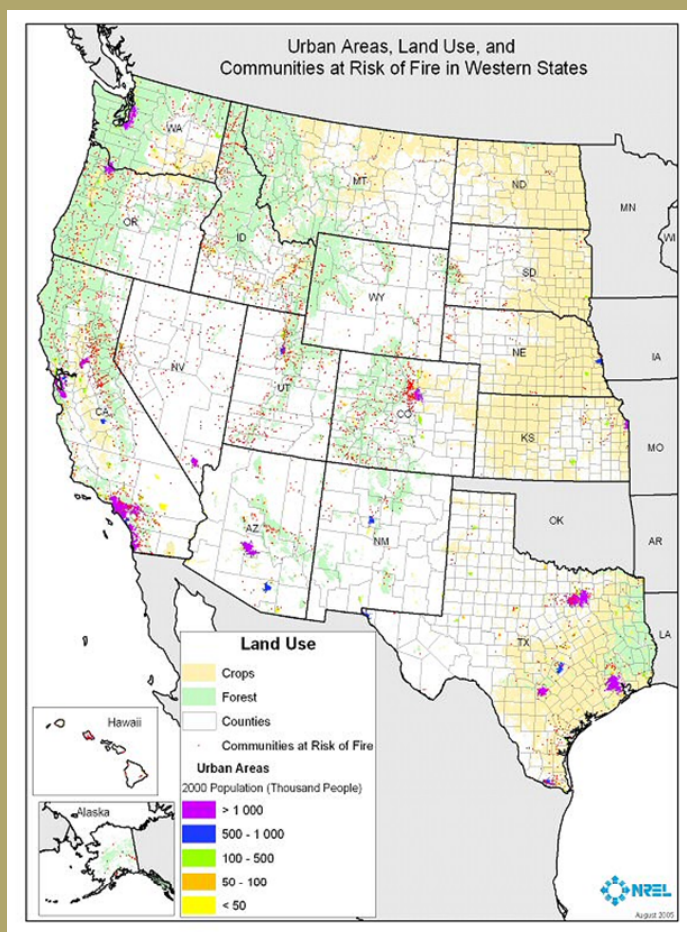 Urban Areas, Land Use, and
Communities at Risk of Fire in Western States
WA
MT
ND
MN
OR
ID
WI
SD
WY
NE
IA
NV
UT
CA
CO
KS
MO
OK
AZ
NM
AR
TX
LA
Land Use
Crops
Forest
Counties
Communities at Risk of Fire
Urban Areas
2000 Population (Thousand People)
> 1 000
500 - 1 000
100 - 500
50 - 100
< 50
Hawaii
Alaska
NREL
August 2005